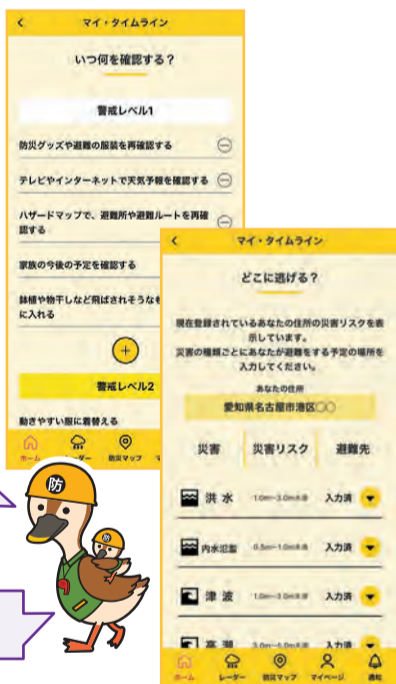 マイ・タイムライン
いつ何を確認する？
警戒レベル1
防災グッズや避難の服装を再確認する
テレビやインターネットで天気予報を確認する
ハザードマップで、避難所や避難ルートを再確
認する
家族の今後の予定を確認する
鉢植や物干しなど飛ばされそうなも
に入れる
警戒レベル2
動きやすい服に着替える
ホーム
レーダー
防災マップ
マイ・タイムライン
どこに逃げる？
現在登録されているあなたの住所の災害リスクを表
示しています。
災害の種類ごとにあなたが避難をする予定の場所を
入力してください。
あなたの住所
愛知県名古屋市港区○○
災害 災害リスク 避難先
洪水 1.0m~3.0m未満 入力済
内水氾濫 0.5m~1.0m未満 入力済
津波 1.0m~3.0m未満 入力済
高潮 3.0m~5.0m未満 入力済
ホーム
レーダー
防災マップ
マイページ
通知
防